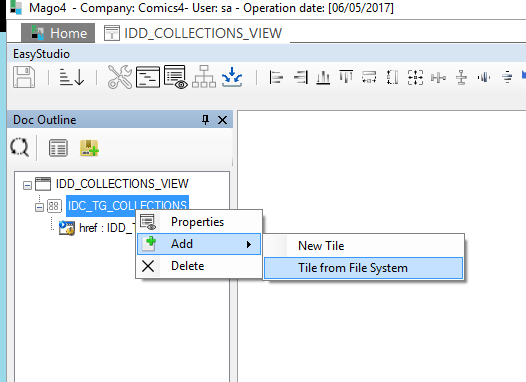 Mago4 - Company: Comics4- User: sa - Operation date: [06/05/2017]
Home IDD_COLLECTIONS_VIEW
EasyStudio
Doc Outline
IDD_COLLECTIONS_VIEW
IDC_TG_COLLECTIONS
href : IDD_
Properties
Add
Delete
New Tile
Tile from File System